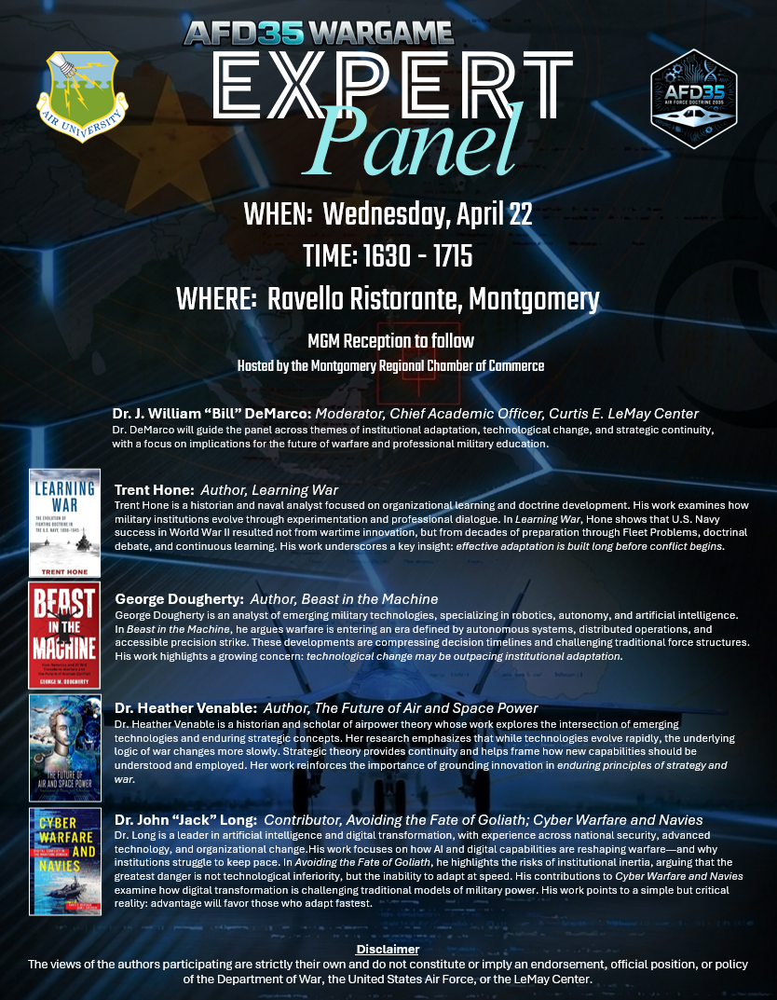 AFD35 WARGAME
EXPERT
Panel
AIR UNIVERSITY
AFD35
AIR FORCE DOCTRINE 2035
WHEN: Wednesday, April 22
TIME: 1630 - 1715
WHERE: Ravello Ristorante, Montgomery
MGM Reception to follow
Hosted by the Montgomery Regional Chamber of Commerce
Dr. J. William “Bill” DeMarco: Moderator, Chief Academic Officer, Curtis E. LeMay Center
Dr. DeMarco will guide the panel across themes of institutional adaptation, technological change, and strategic continuity,
with a focus on implications for the future of warfare and professional military education.
LEARNING
WAR
THE EVOLUTION OF
FIGHTING DOCTRINE IN
THE U.S. NAVY, 1898–1945
TRENT HONE
Trent Hone: Author, Learning War
Trent Hone is a historian and naval analyst focused on organizational learning and doctrine development. His work examines how
military institutions evolve through experimentation and professional dialogue. In Learning War, Hone shows that U.S. Navy
success in World War II resulted not from wartime innovation, but from decades of preparation through Fleet Problems, doctrinal
debate, and continuous learning. His work underscores a key insight: effective adaptation is built long before conflict begins.
BEAST
IN THE
MACHINE
GEORGE M. DOUGHERTY
George Dougherty: Author, Beast in the Machine
George Dougherty is an analyst of emerging military technologies, specializing in robotics, autonomy, and artificial intelligence.
In Beast in the Machine, he argues warfare is entering an era defined by autonomous systems, distributed operations, and
accessible precision strike. These developments are compressing decision timelines and challenging traditional force structures.
His work highlights a growing concern: technological change may be outpacing institutional adaptation.
THE FUTURE OF
AIR AND SPACE POWER
Dr. Heather Venable: Author, The Future of Air and Space Power
Dr. Heather Venable is a historian and scholar of airpower theory whose work explores the intersection of emerging
technologies and enduring strategic concepts. Her research emphasizes that while technologies evolve rapidly, the underlying
logic of war changes more slowly. Strategic theory provides continuity and helps frame how new capabilities should be
understood and employed. Her work reinforces the importance of grounding innovation in enduring principles of strategy and
war.
CYBER
WARFARE
AND
NAVIES
Dr. John “Jack” Long: Contributor, Avoiding the Fate of Goliath; Cyber Warfare and Navies
Dr. Long is a leader in artificial intelligence and digital transformation, with experience across national security, advanced
technology, and organizational change.His work focuses on how AI and digital capabilities are reshaping warfare—and why
institutions struggle to keep pace. In Avoiding the Fate of Goliath, he highlights the risks of institutional inertia, arguing that the
greatest danger is not technological inferiority, but the inability to adapt at speed. His contributions to Cyber Warfare and Navies
examine how digital transformation is challenging traditional models of military power. His work points to a simple but critical
reality: advantage will favor those who adapt fastest.
Disclaimer
The views of the authors participating are strictly their own and do not constitute or imply an endorsement, official position, or policy
of the Department of War, the United States Air Force, or the LeMay Center.